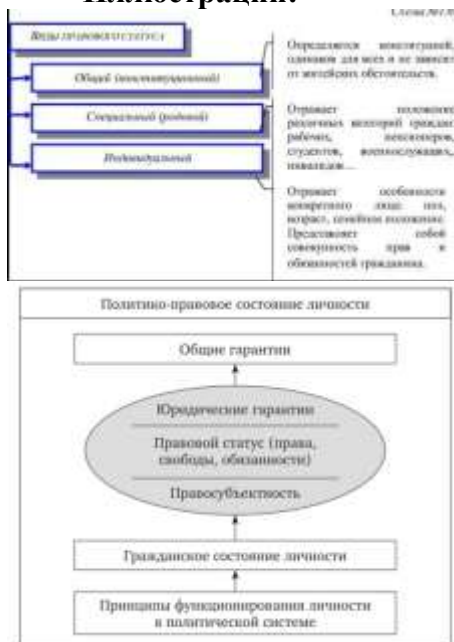 Иллюстрации:
Схема №
Виды ПРАВОВОГО СТАТУСА
Общий (конституционный)
Определяется конституцией,
одинаков для всех и не зависит
от житейских обстоятельств.
Специальный (родовой)
Отражает положение
различных категорий граждан:
рабочих, пенсионеров,
студентов, военнослужащих,
инвалидов…
Индивидуальный
Отражает особенности
конкретного лица: пол,
возраст, семейное положение.
Представляет собой
совокупность прав и
обязанностей гражданина.
Политико-правовое состояние личности
Общие гарантии
Юридические гарантии
Правовой статус (права,
свободы, обязанности)
Правосубъектность
Гражданское состояние личности
Принципы функционирования личности
в политической системе